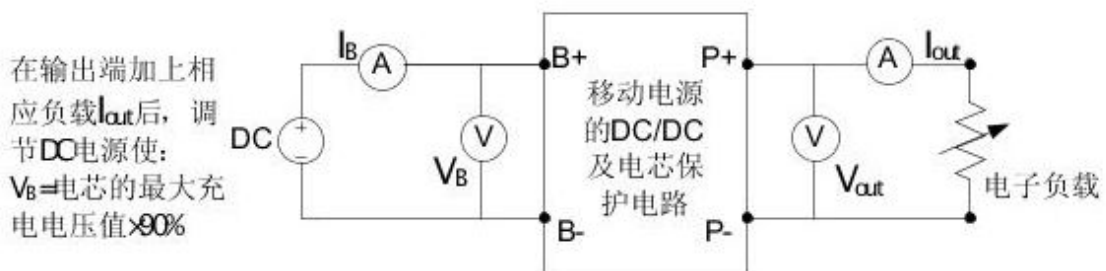 在输出端加上相
应负载Iout后，调
节DC电源使：
VB=电芯的最大充
电电压值×90%
DC
IB
A
V
VB
B+
B-
移动电源
的DC/DC
及电芯保
护电路
P+
P-
A
Iout
V
Vout
电子负载